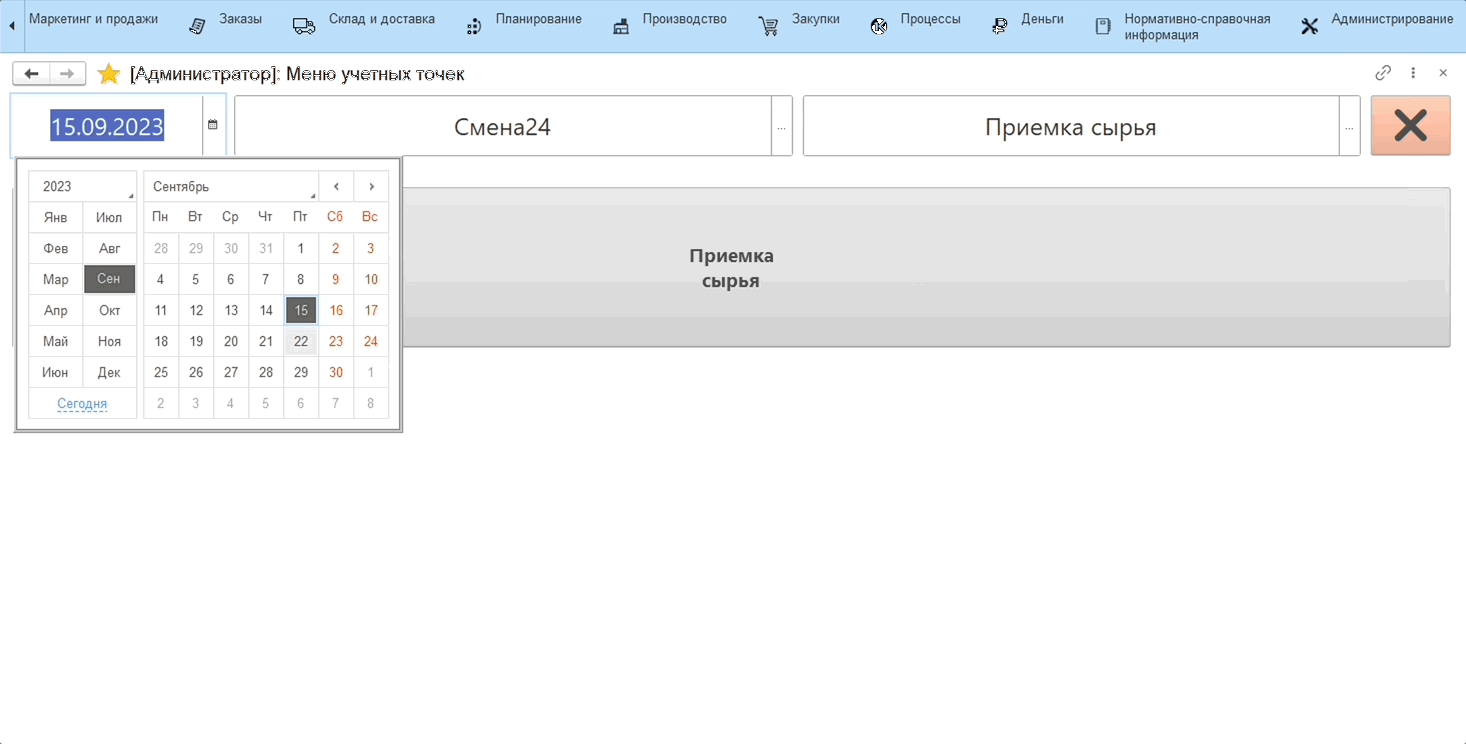 Маркетинг и продажи Заказы Склад и доставка Планирование Производство Закупки Процессы Деньги Нормативно-справочная Администрирование
информация
[Администратор]: Меню учетных точек
15.09.2023 Смена24 ... Приемка сырья ...
2023 Сентябрь ‹ ›
Янв Июл Пн Вт Ср Чт Пт Сб Вс
Фев Авг 28 29 30 31 1 2 3
Мар Сен 4 5 6 7 8 9 10
Апр Окт 11 12 13 14 15 16 17
Май Ноя 18 19 20 21 22 23 24
Июн Дек 25 26 27 28 29 30 1
Сегодня 2 3 4 5 6 7 8
Приемка
сырья